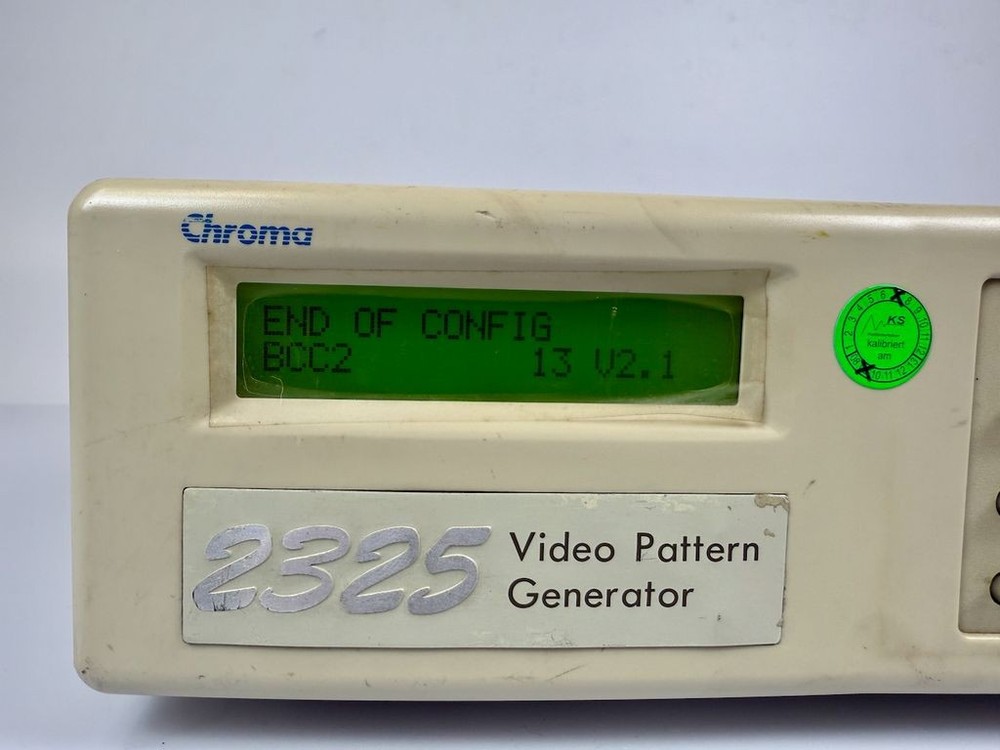 Chroma
END OF CONFIG
BCC2 13 V2.1
KS
kalibriert
am
2325 Video Pattern
Generator